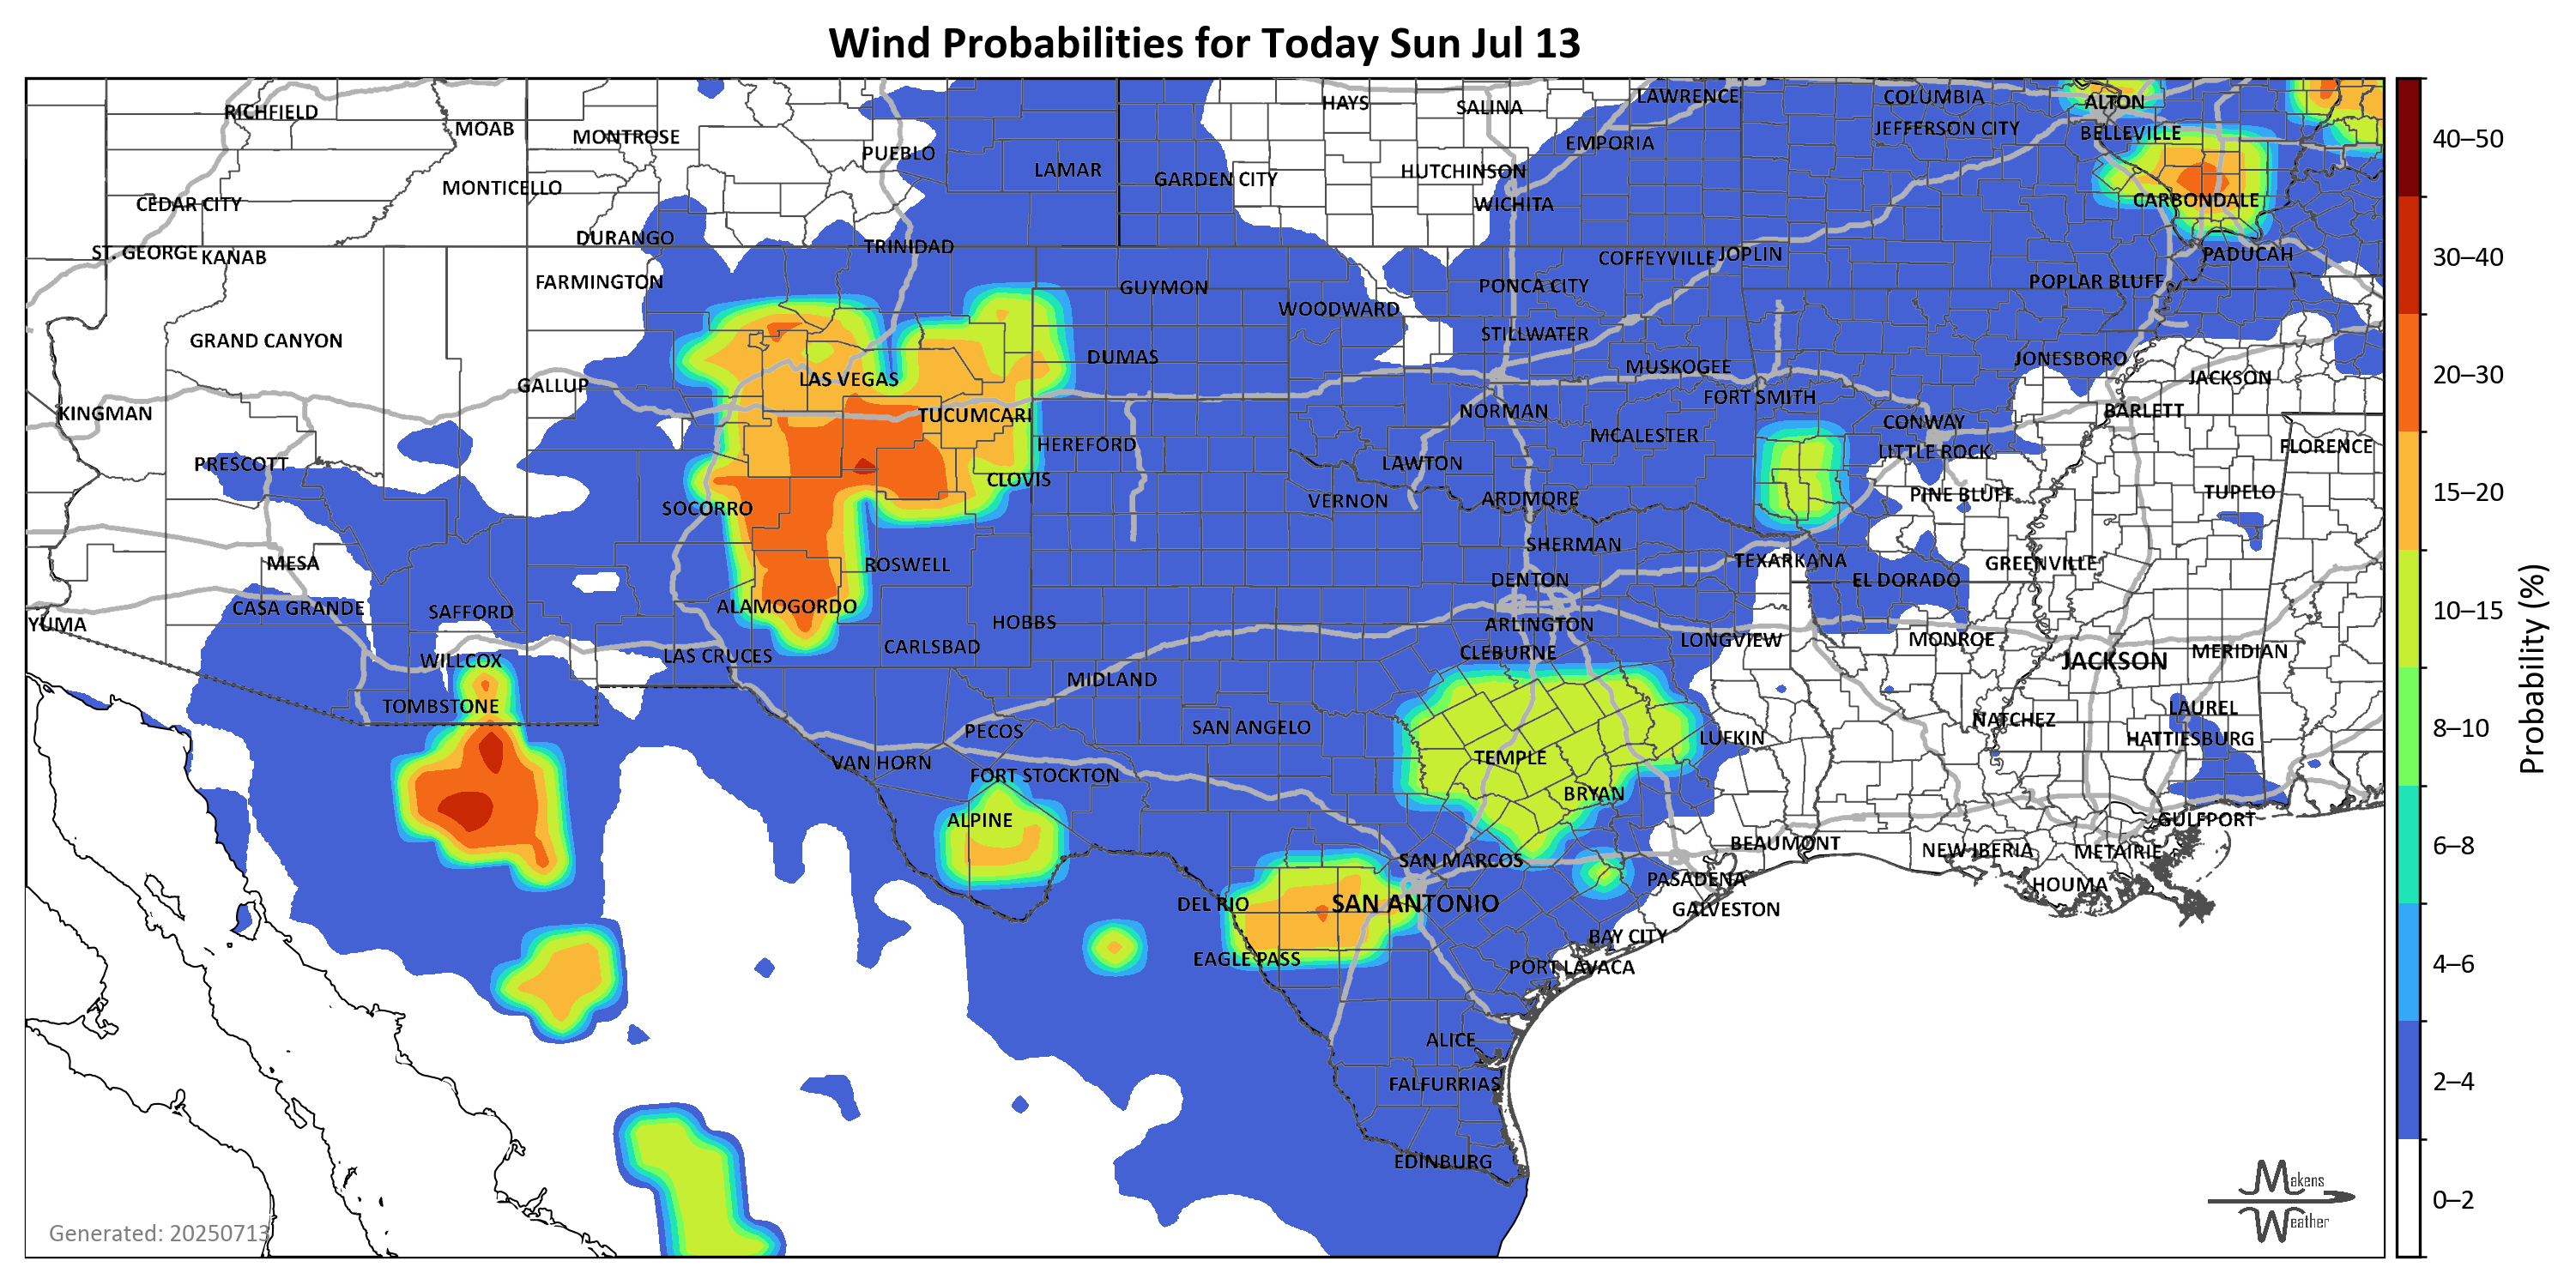 Wind Probabilities for Today Sun Jul 13
RICHFIELD
MOAB
MONTROSE
PUEBLO
LAMAR
GARDEN CITY
HAYS
SALINA
LAWRENCE
COLUMBIA
ALTON
JEFFERSON CITY
BELLEVILLE
EMPORIA
HUTCHINSON
WICHITA
MONTICELLO
CEDAR CITY
CARBONDALE
DURANGO
TRINIDAD
ST. GEORGE
KANAB
COFFEYVILLE
JOPLIN
PADUCAH
FARMINGTON
GUYMON
PONCA CITY
POPLAR BLUFF
WOODWARD
STILLWATER
GRAND CANYON
DUMAS
JONESBORO
MUSKOGEE
LAS VEGAS
JACKSON
GALLUP
FORT SMITH
KINGMAN
TUCUMCARI
NORMAN
BARLETT
CONWAY
HEREFORD
MCALESTER
LITTLE ROCK
FLORENCE
PRESCOTT
LAWTON
CLOVIS
VERNON
ARDMORE
PINE BLUFF
TUPELO
SOCORRO
SHERMAN
MESA
ROSWELL
TEXARKANA
GREENVILLE
DENTON
EL DORADO
CASA GRANDE
SAFFORD
ALAMOGORDO
YUMA
HOBBS
ARLINGTON
LONGVIEW
MONROE
CARLSBAD
CLEBURNE
LAS CRUCES
WILLCOX
JACKSON
MERIDIAN
MIDLAND
TOMBSTONE
LAUREL
PECOS
SAN ANGELO
NATCHEZ
LUFKIN
HATTIESBURG
VAN HORN
TEMPLE
FORT STOCKTON
BRYAN
ALPINE
GULFPORT
BEAUMONT
NEW IBERIA
METAIRIE
SAN MARCOS
PASADENA
HOUMA
DEL RIO
SAN ANTONIO
GALVESTON
BAY CITY
EAGLE PASS
PORT LAVACA
ALICE
FALFURRIAS
EDINBURG
Generated: 20250713
Makens
Weather
40–50
30–40
20–30
15–20
10–15
8–10
6–8
4–6
2–4
0–2
Probability (%)